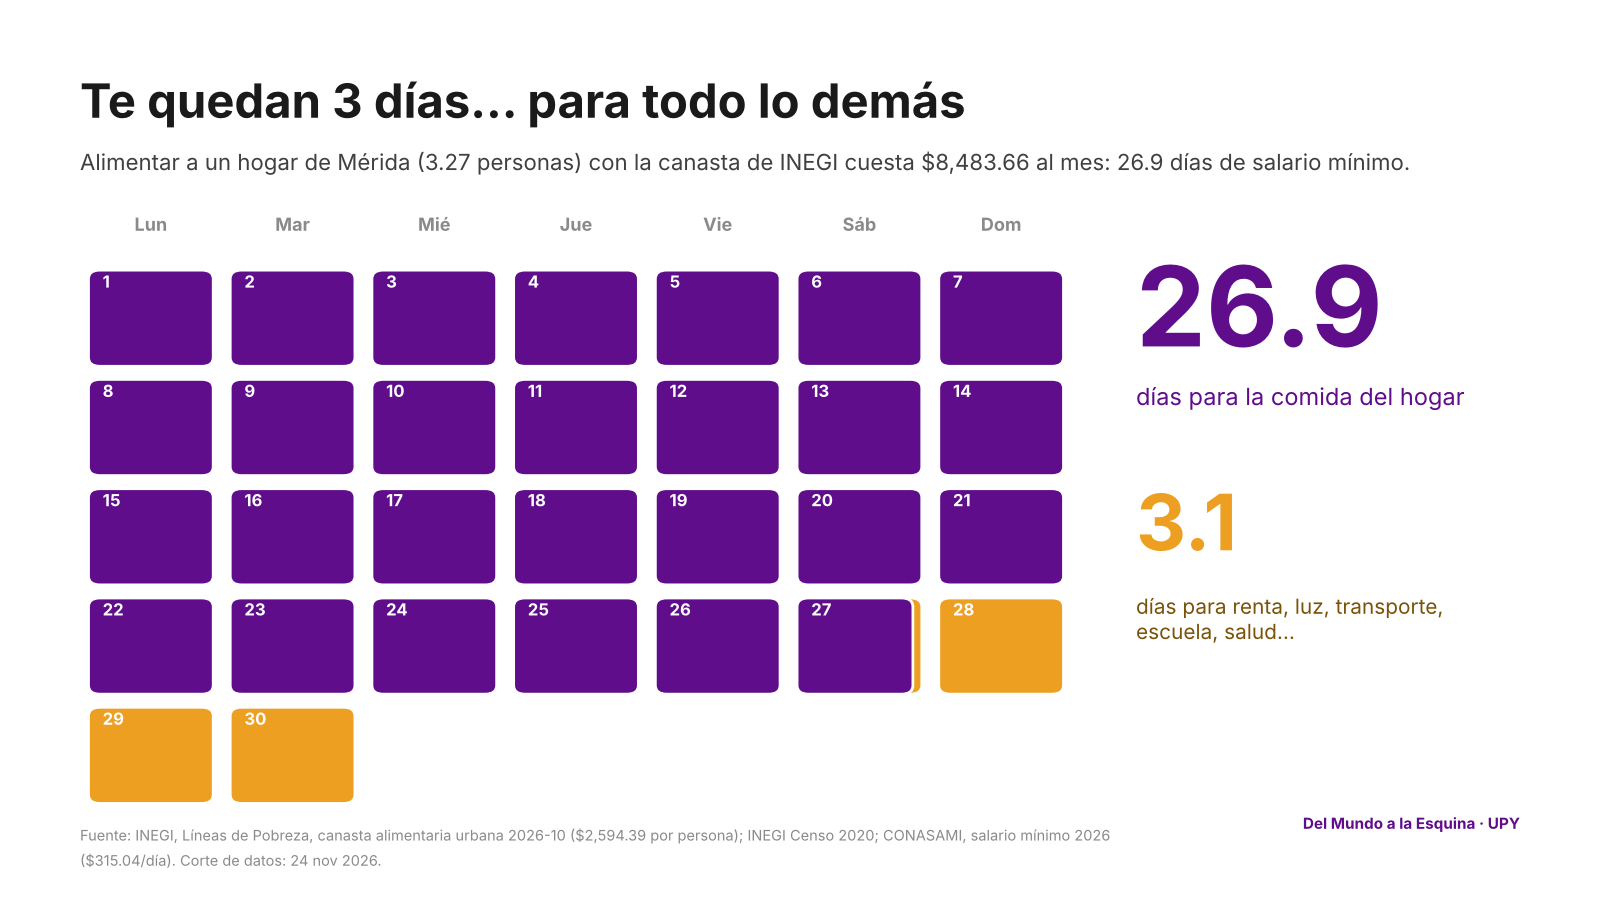 Te quedan 3 días... para todo lo demás
Alimentar a un hogar de Mérida (3.27 personas) con la canasta de INEGI cuesta $8,483.66 al mes: 26.9 días de salario mínimo.
Lun Mar Mié Jue Vie Sáb Dom
1 2 3 4 5 6 7
8 9 10 11 12 13 14
15 16 17 18 19 20 21
22 23 24 25 26 27 28
29 30
26.9
días para la comida del hogar
3.1
días para renta, luz, transporte,
escuela, salud...
Fuente: INEGI, Líneas de Pobreza, canasta alimentaria urbana 2026-10 ($2,594.39 por persona); INEGI Censo 2020; CONASAMI, salario mínimo 2026
($315.04/día). Corte de datos: 24 nov 2026.
Del Mundo a la Esquina · UPY